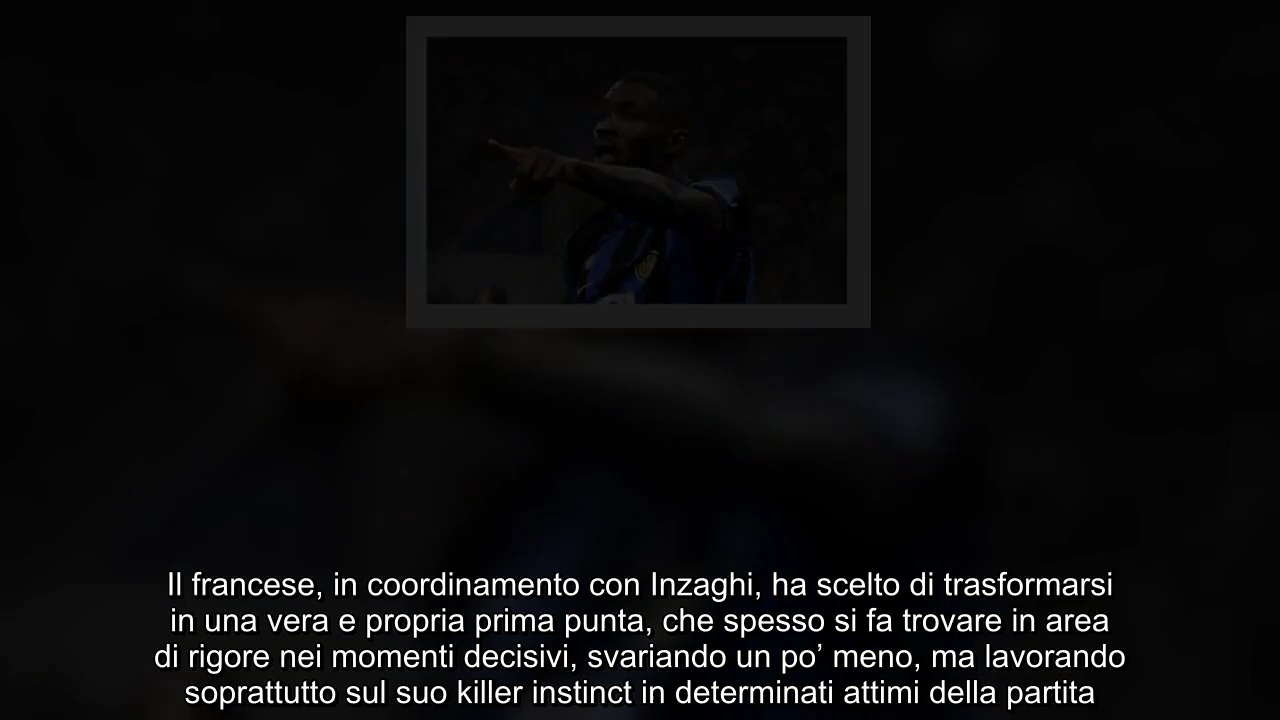 Il francese, in coordinamento con Inzaghi, ha scelto di trasformarsi
in una vera e propria prima punta, che spesso si fa trovare in area
di rigore nei momenti decisivi, svariando un po’ meno, ma lavorando
soprattutto sul suo killer instinct in determinati attimi della partita